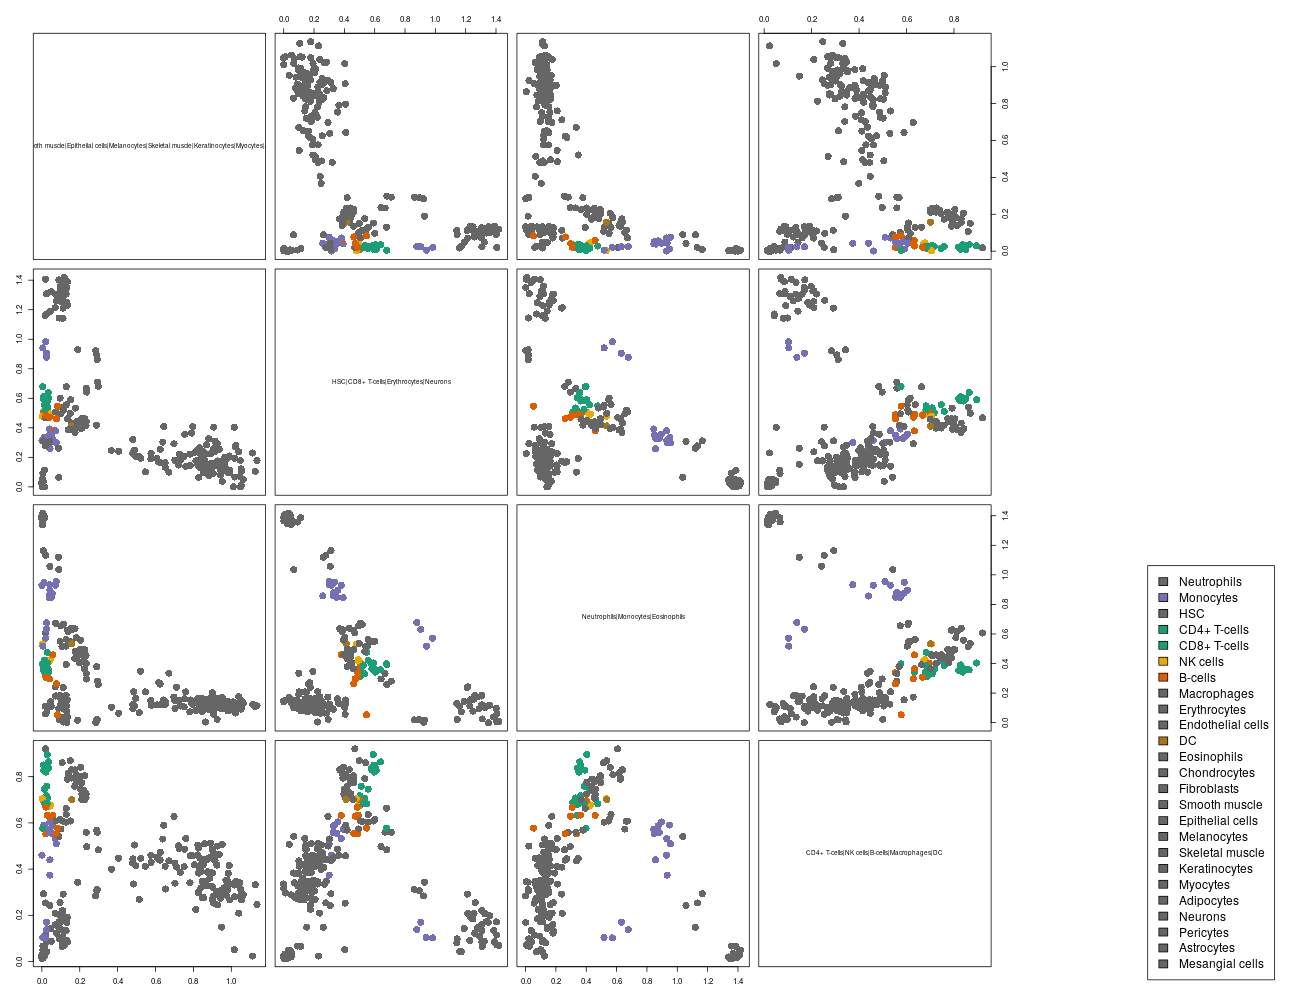 0.0 0.2 0.4 0.6 0.8 1.0 1.2 1.4
0.0 0.2 0.4 0.6 0.8
oth muscle|Epithelial cells|Melanocytes|Skeletal muscle|Keratinocytes|Myocytes|
0.0 0.2 0.4 0.6 0.8 1.0
0.0 0.2 0.4 0.6 0.8 1.0 1.2 1.4
HSC|CD8+ T-cells|Erythrocytes|Neurons
Neutrophils|Monocytes|Eosinophils
0.0 0.2 0.4 0.6 0.8 1.0 1.2 1.4
0.0 0.2 0.4 0.6 0.8
CD4+ T-cells|NK cells|B-cells|Macrophages|DC
0.0 0.2 0.4 0.6 0.8 1.0
0.0 0.2 0.4 0.6 0.8 1.0 1.2 1.4
Neutrophils
Monocytes
HSC
CD4+ T-cells
CD8+ T-cells
NK cells
B-cells
Macrophages
Erythrocytes
Endothelial cells
DC
Eosinophils
Chondrocytes
Fibroblasts
Smooth muscle
Epithelial cells
Melanocytes
Skeletal muscle
Keratinocytes
Myocytes
Adipocytes
Neurons
Pericytes
Astrocytes
Mesangial cells